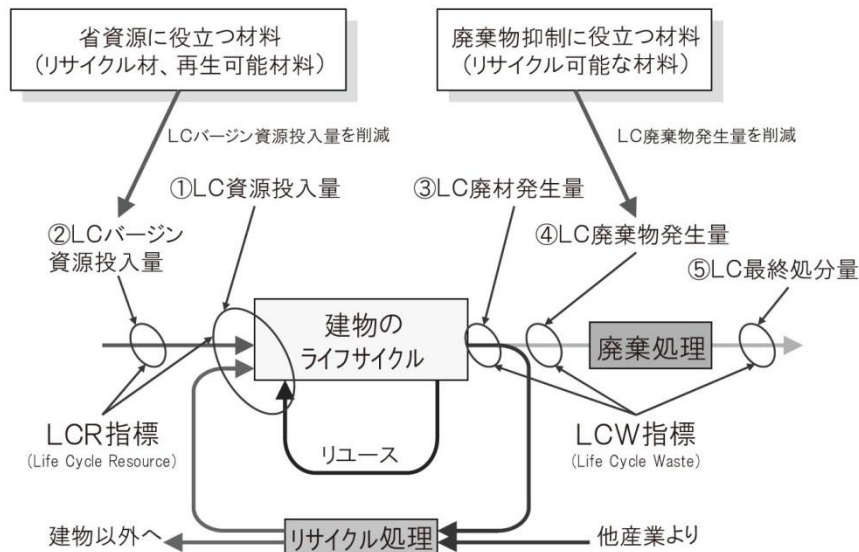 省資源に役立つ材料
(リサイクル材、再生可能材料)
廃棄物抑制に役立つ材料
(リサイクル可能な材料)
LCバージン資源投入量を削減
LC廃棄物発生量を削減
①LC資源投入量
③LC廃材発生量
②LCバージン
資源投入量
④LC廃棄物発生量
⑤LC最終処分量
建物の
ライフサイクル
廃棄処理
LCR指標
(Life Cycle Resource)
リユース
LCW指標
(Life Cycle Waste)
建物以外へ
リサイクル処理
他産業より